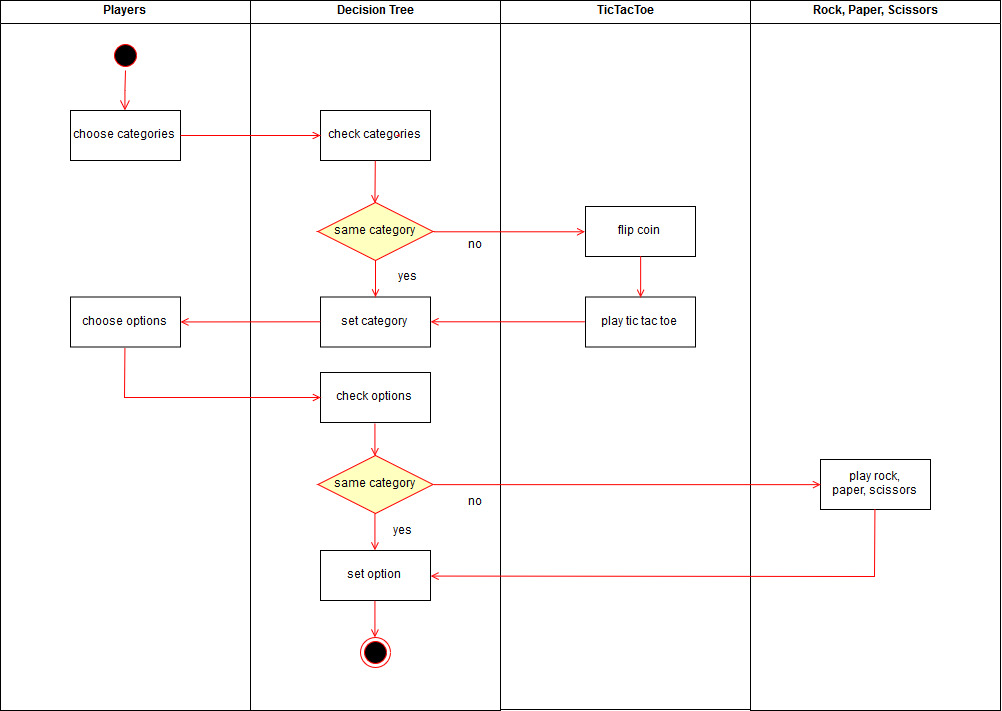 Players
Decision Tree
TicTacToe
Rock, Paper, Scissors
choose categories
check categories
same category
no
flip coin
yes
choose options
set category
play tic tac toe
check options
same category
no
play rock,
paper, scissors
yes
set option